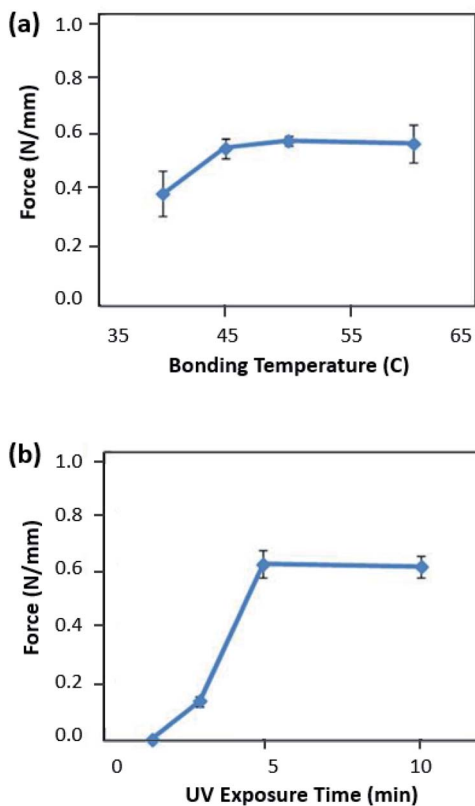 (a)
1.0
0.8
0.6
0.4
0.2
0.0
Force (N/mm)
35 45 55 65
Bonding Temperature (C)
(b)
1.0
0.8
0.6
0.4
0.2
0.0
Force (N/mm)
0 5 10
UV Exposure Time (min)